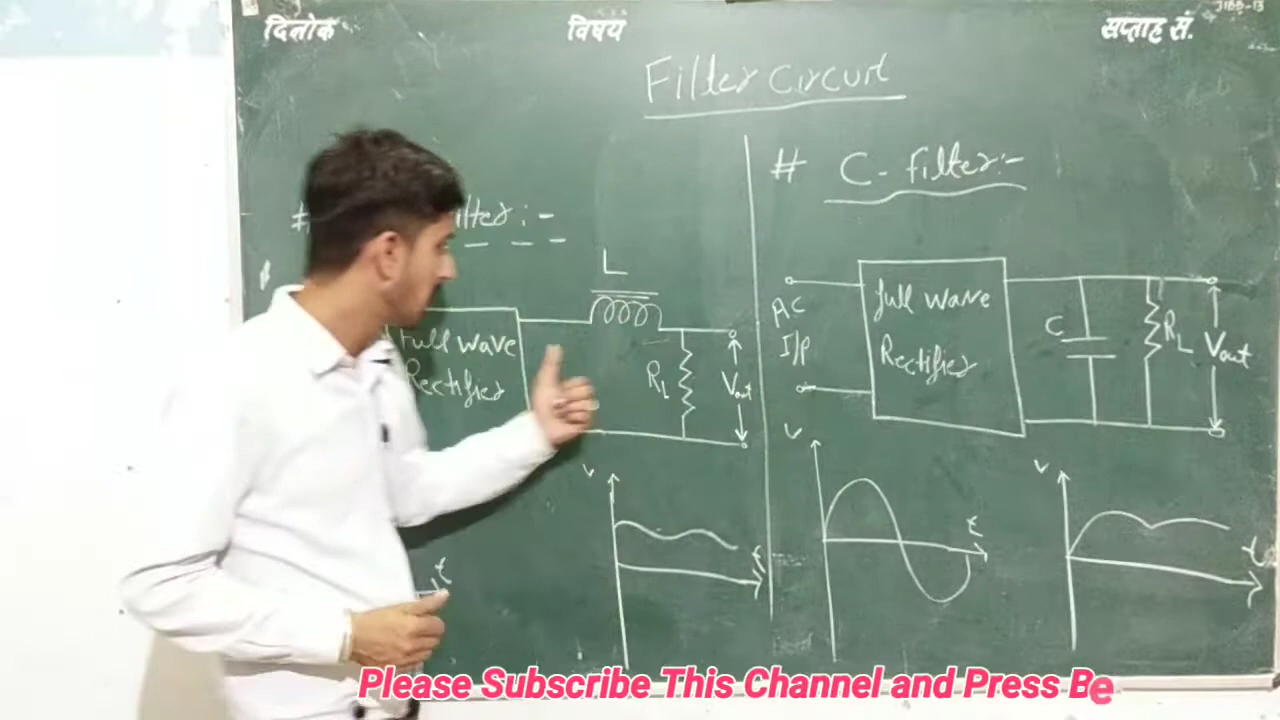 दिनांक विषय सप्ताह सं.
Filter Circuit
# ilter:-
# C-filter:-
L
Full wave
Rectifier
RL
Vout
AC
I/P
full wave
Rectifier
C
RL
Vout
V
t
t
V
t
V
t
Please Subscribe This Channel and Press Be